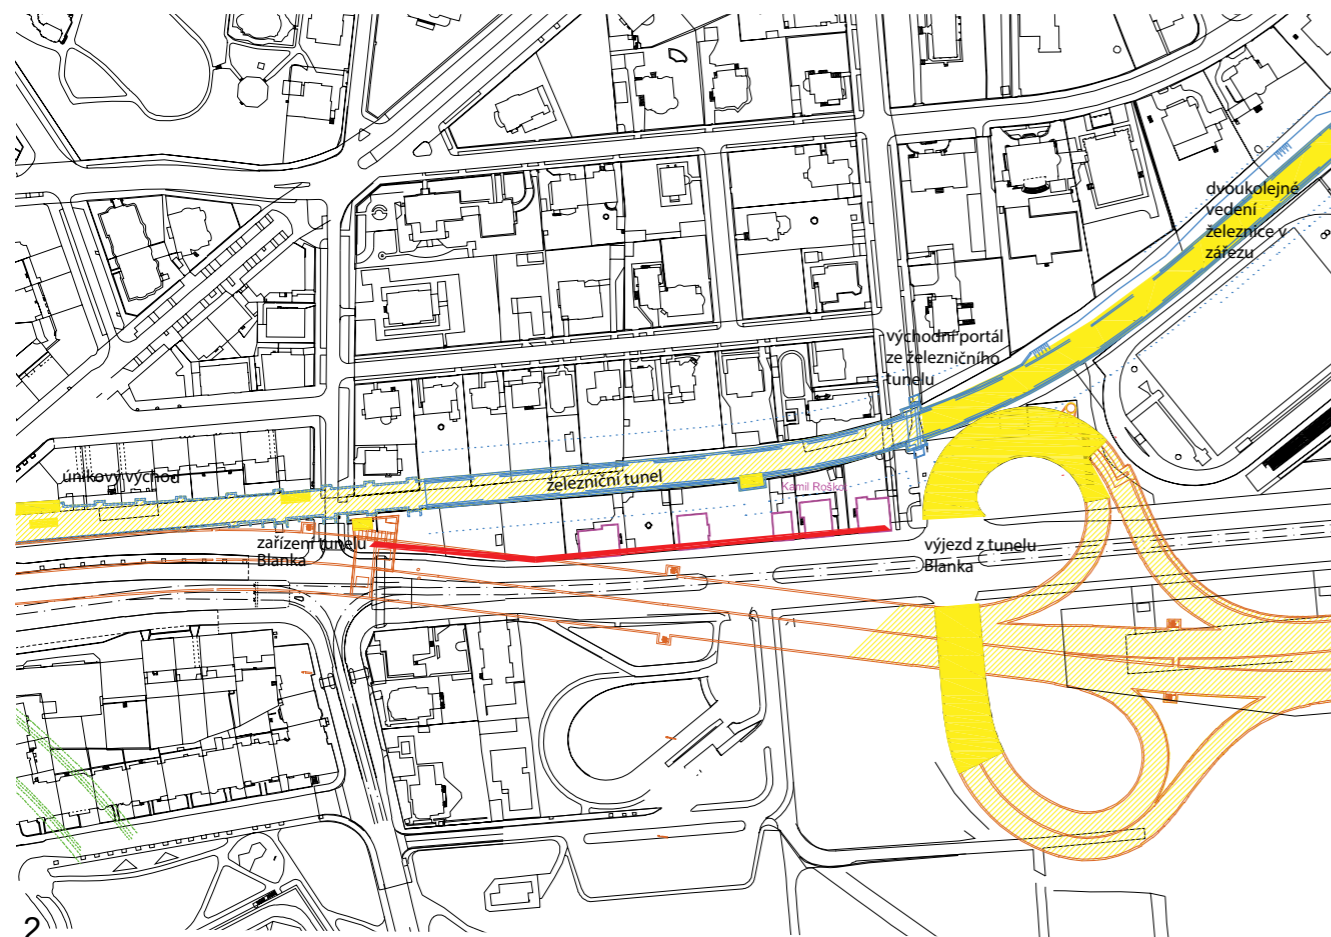 dvoukolejné
vedení
železnice v
zářezu
východní portál
ze železničního
tunelu
únikový východ
železniční tunel
Kamil Roško
zařízení tunelu
Blanka
výjezd z tunelu
Blanka
2